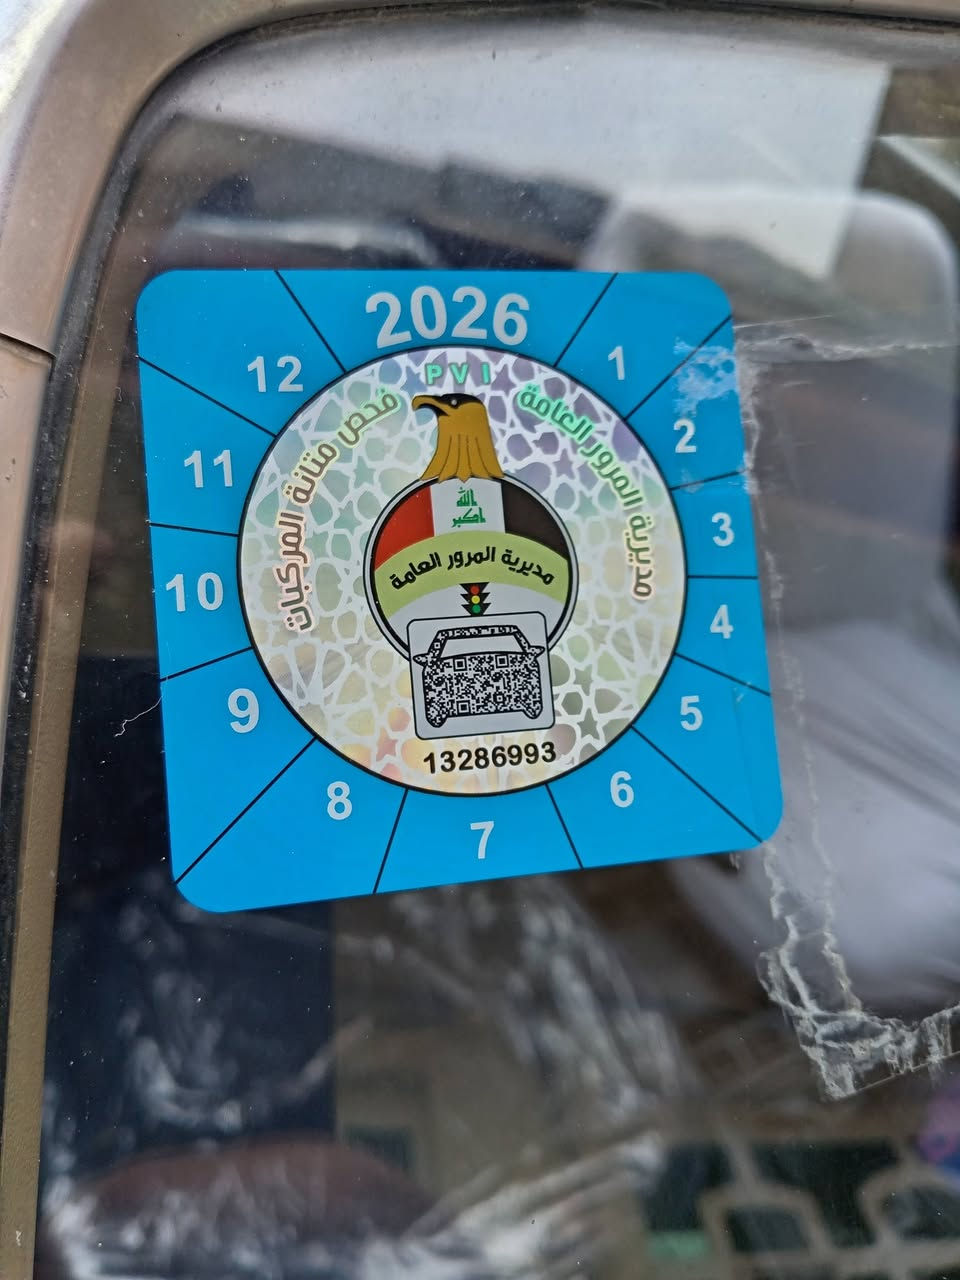 2026
PVI
مديرية المرور العامة
فحص متانة المركبات
الله
اكبر
مديرية المرور العامة
13286993
1
2
3
4
5
6
7
8
9
10
11
12